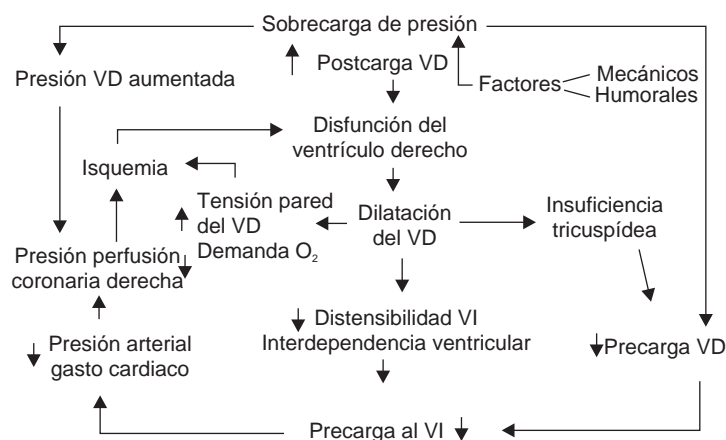 Sobrecarga de presión
Presión VD aumentada
Postcarga VD
Factores
Mecánicos
Humorales
Disfunción del
ventrículo derecho
Isquemia
Tensión pared
del VD
Demanda O₂
Dilatación
del VD
Insuficiencia
tricuspídea
Presión perfusión
coronaria derecha
Distensibilidad VI
Interdependencia ventricular
Presión arterial
gasto cardiaco
Precarga VD
Precarga al VI